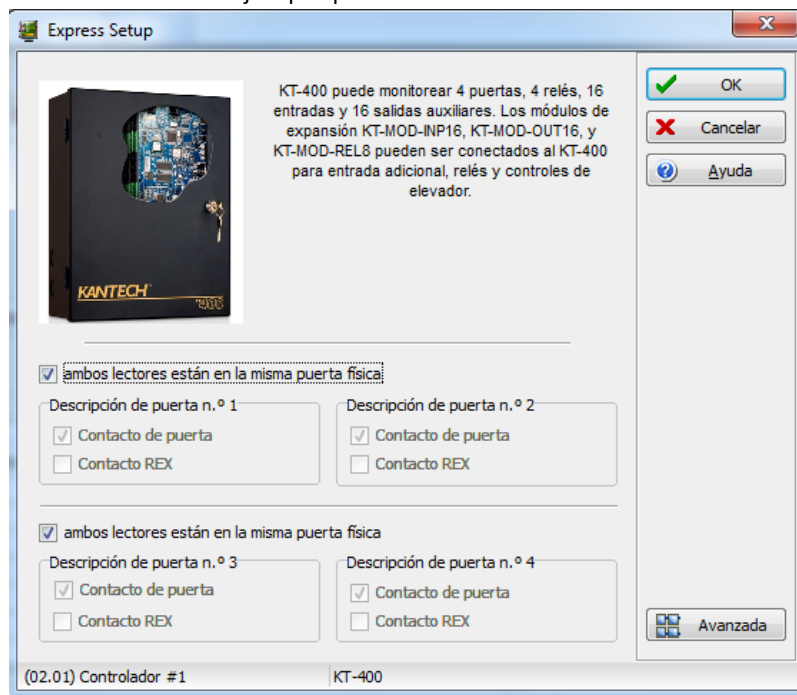 Express Setup
KT-400 puede monitorear 4 puertas, 4 relés, 16
entradas y 16 salidas auxiliares. Los módulos de
expansión KT-MOD-INP16, KT-MOD-OUT16, y
KT-MOD-REL8 pueden ser conectados al KT-400
para entrada adicional, relés y controles de
elevador.
OK
Cancelar
Ayuda
KANTECH
400
ambos lectores están en la misma puerta física
Descripción de puerta n.º 1
Contacto de puerta
Contacto REX
Descripción de puerta n.º 2
Contacto de puerta
Contacto REX
ambos lectores están en la misma puerta física
Descripción de puerta n.º 3
Contacto de puerta
Contacto REX
Descripción de puerta n.º 4
Contacto de puerta
Contacto REX
Avanzada
(02.01) Controlador #1
KT-400